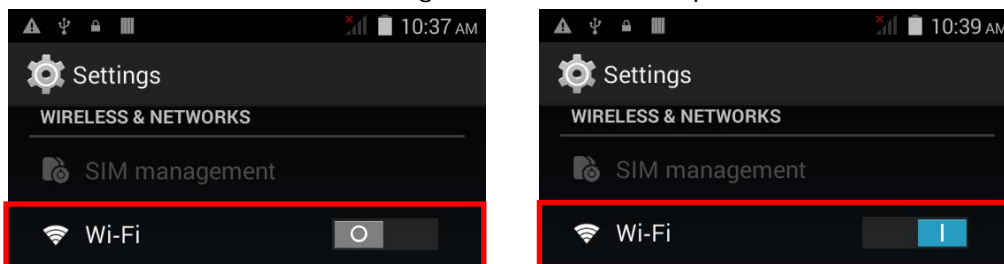 10:37 AM
Settings
WIRELESS & NETWORKS
SIM management
Wi-Fi
O
10:39 AM
Settings
WIRELESS & NETWORKS
SIM management
Wi-Fi
I